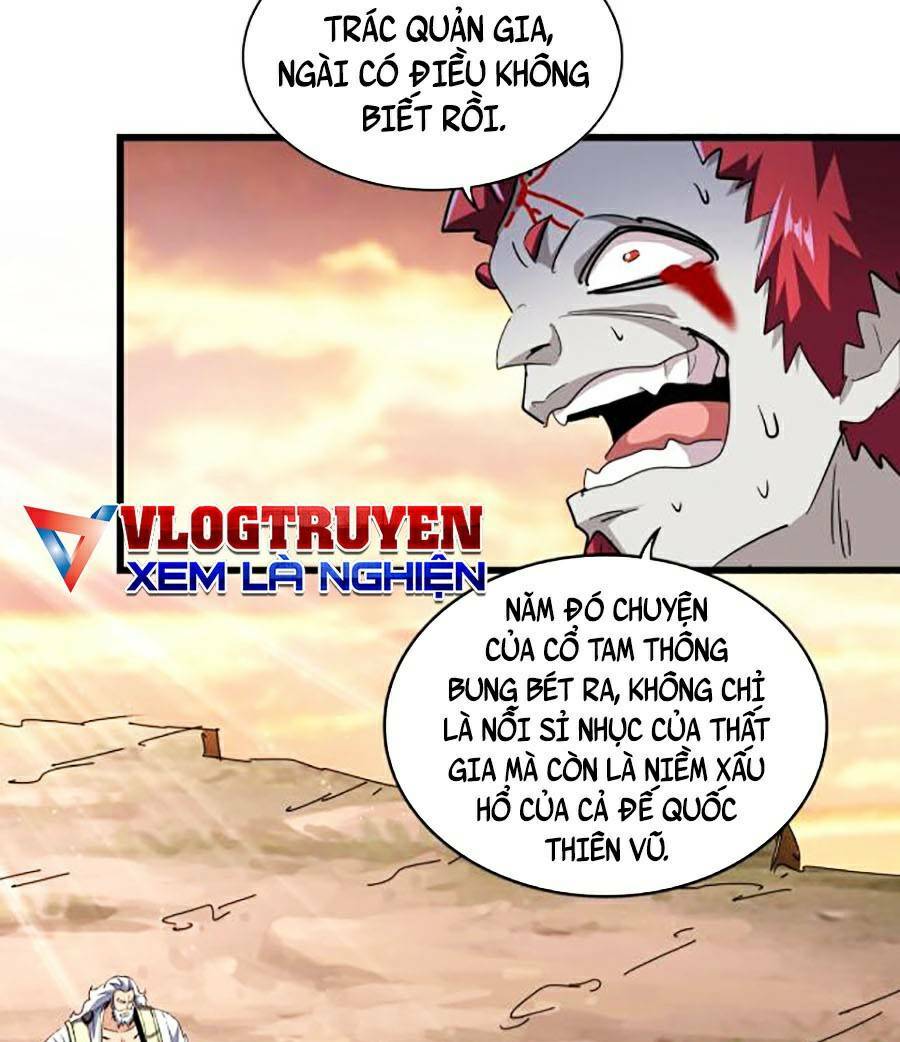 TRÁC QUẢN GIA,
NGÀI CÓ ĐIỀU KHÔNG
BIẾT RỒI.
VLOGTRUYEN
XEM LÀ NGHIỆN
NĂM ĐÓ CHUYỆN
CỦA CỔ TAM THÔNG
BUNG BÉT RA, KHÔNG CHỈ
LÀ NỖI SỈ NHỤC CỦA THẤT
GIA MÀ CÒN LÀ NIỀM XẤU
HỔ CỦA CẢ ĐẾ QUỐC
THIÊN VŨ.